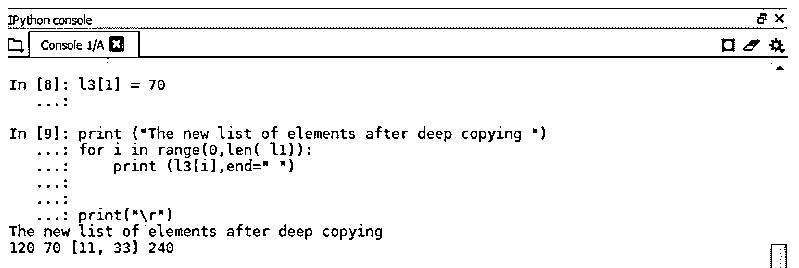 IPython console
Console 1/A
In [8]: l3[1] = 70
...:
In [9]: print ("The new list of elements after deep copying ")
...: for i in range(0,len( l1)):
...:     print (l3[i],end=" ")
...:
...:
...: print("\r")
The new list of elements after deep copying
120 70 [11, 33] 240